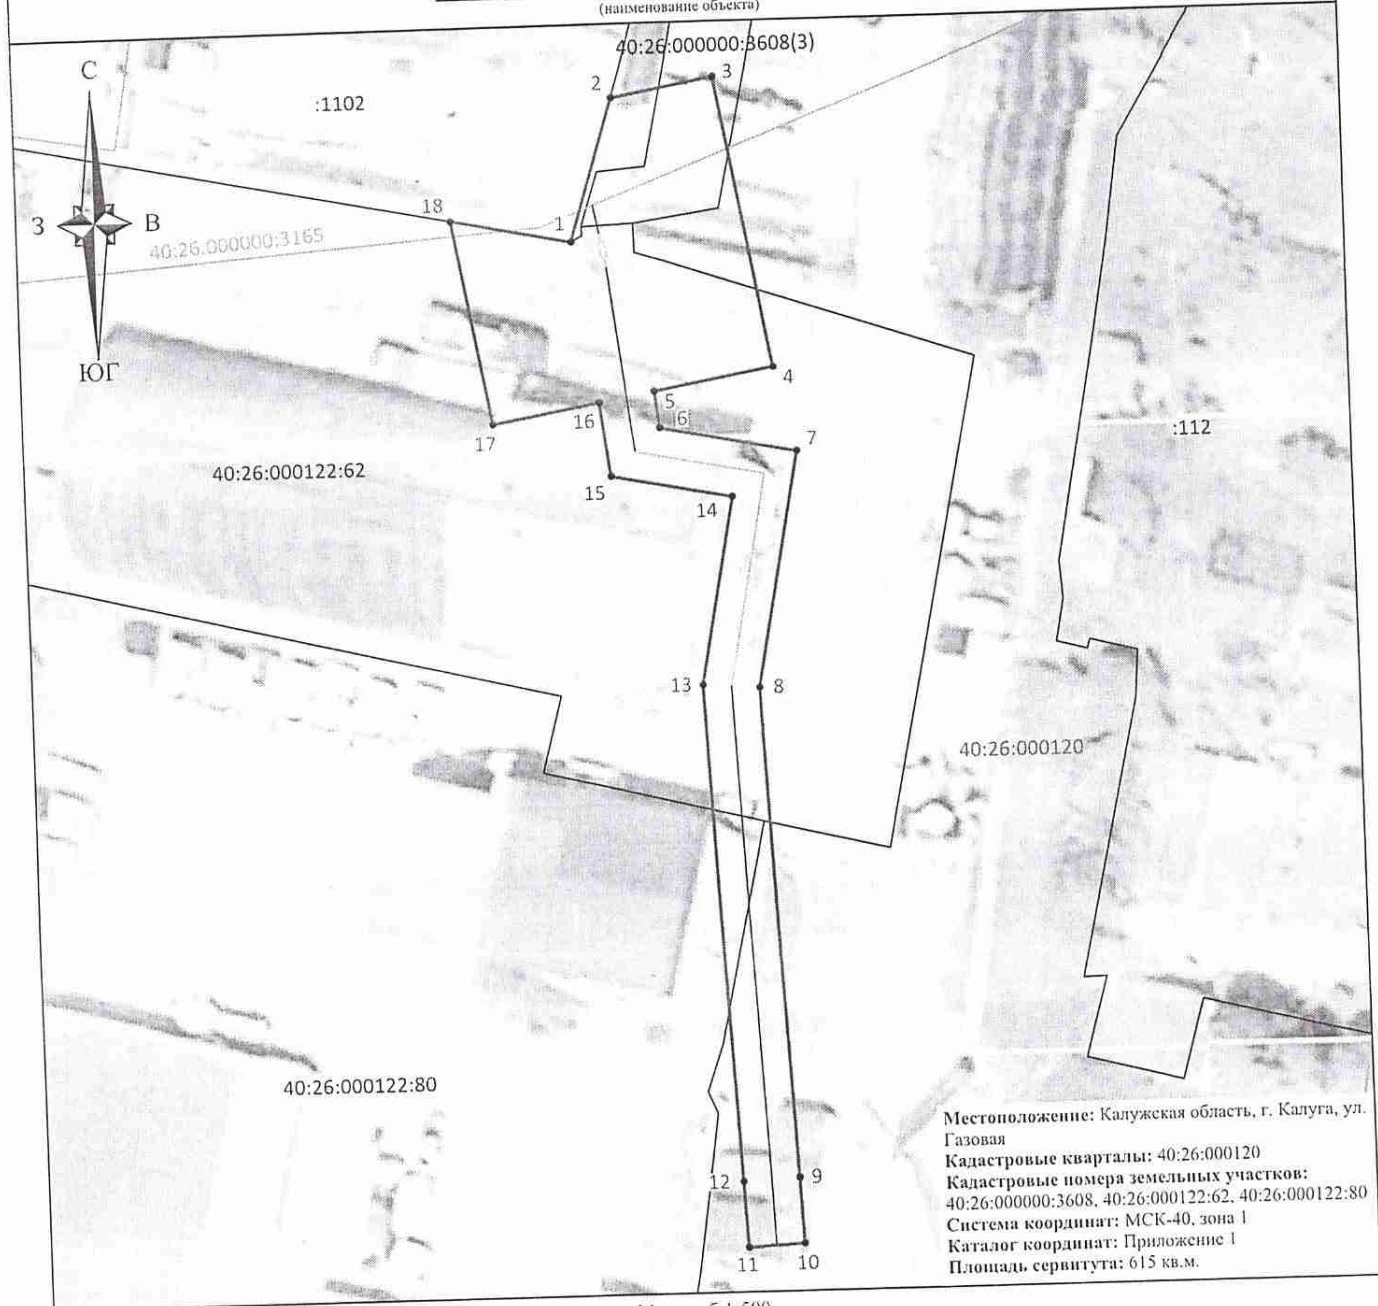 (наименование объекта)
40:26:000000:3608(3)
С
2
3
:1102
18
1
З
В
40:26:000000:3165
ЮГ
4
5
16
6
17
7
:112
40:26:000122:62
15
14
13
8
40:26:000120
40:26:000122:80
Местоположение: Калужская область, г. Калуга, ул.
Газовая
Кадастровые кварталы: 40:26:000120
Кадастровые номера земельных участков:
40:26:000000:3608, 40:26:000122:62, 40:26:000122:80
Система координат: МСК-40, зона 1
Каталог координат: Приложение 1
Площадь сервитута: 615 кв.м.
12
9
11
10